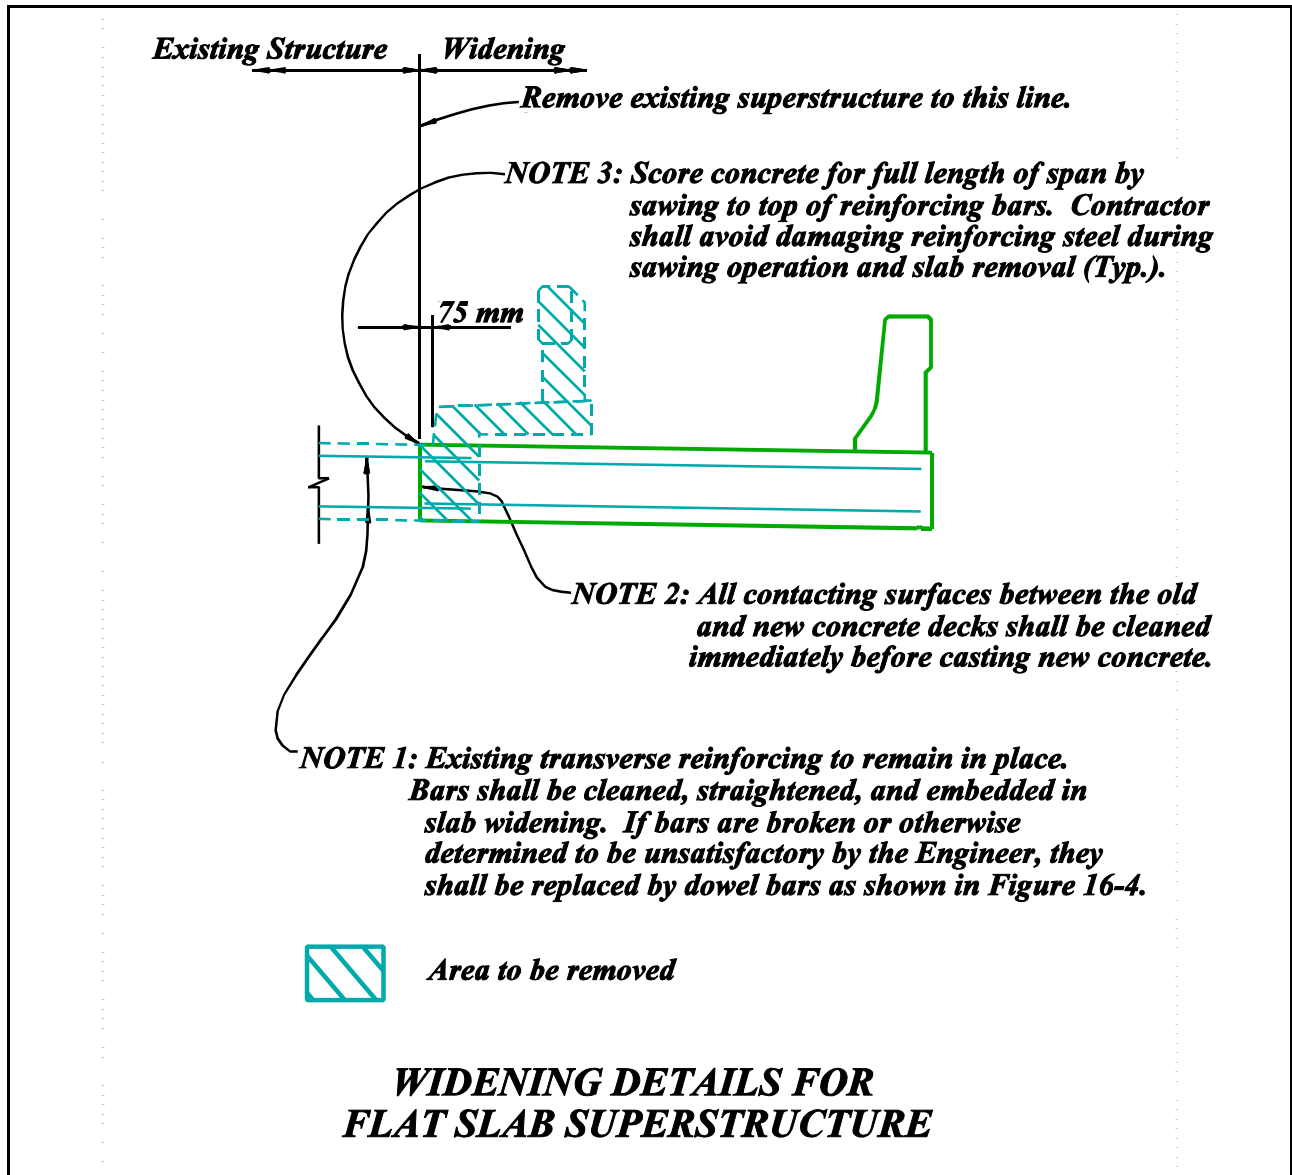 Existing Structure Widening
Remove existing superstructure to this line.
NOTE 3: Score concrete for full length of span by
sawing to top of reinforcing bars. Contractor
shall avoid damaging reinforcing steel during
sawing operation and slab removal (Typ.).
75 mm
NOTE 2: All contacting surfaces between the old
and new concrete decks shall be cleaned
immediately before casting new concrete.
NOTE 1: Existing transverse reinforcing to remain in place.
Bars shall be cleaned, straightened, and embedded in
slab widening. If bars are broken or otherwise
determined to be unsatisfactory by the Engineer, they
shall be replaced by dowel bars as shown in Figure 16-4.
Area to be removed
WIDENING DETAILS FOR
FLAT SLAB SUPERSTRUCTURE